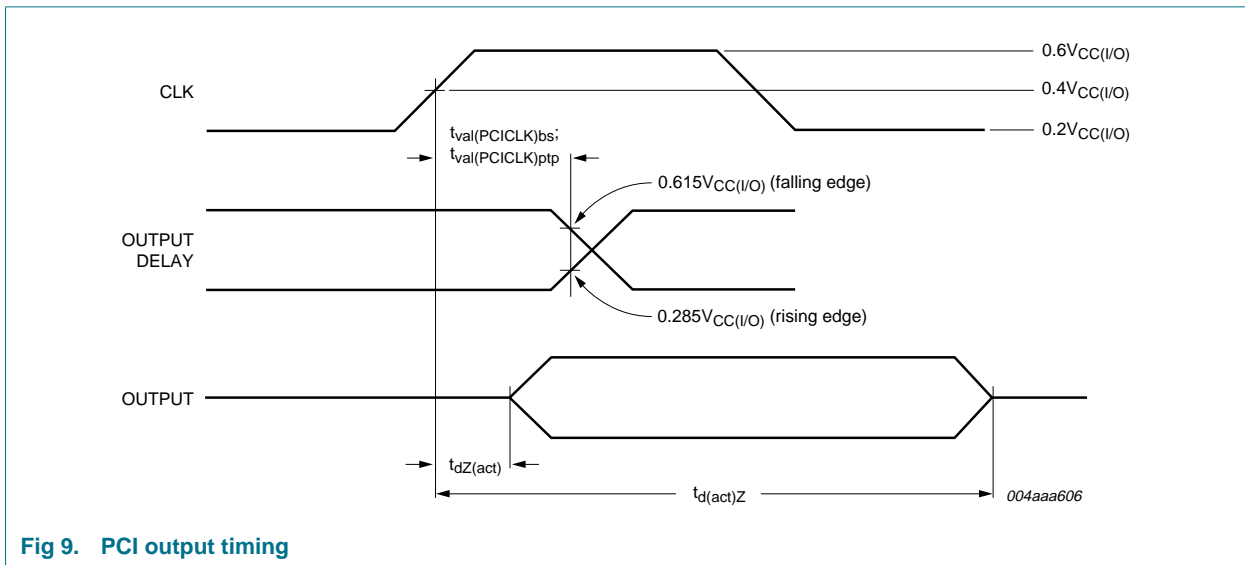 CLK
0.6VCC(I/O)
0.4VCC(I/O)
0.2VCC(I/O)
tval(PCICLK)bs;
tval(PCICLK)ptp
0.615VCC(I/O) (falling edge)
OUTPUT
DELAY
0.285VCC(I/O) (rising edge)
OUTPUT
tdZ(act)
td(act)Z
004aaa606
Fig 9. PCI output timing